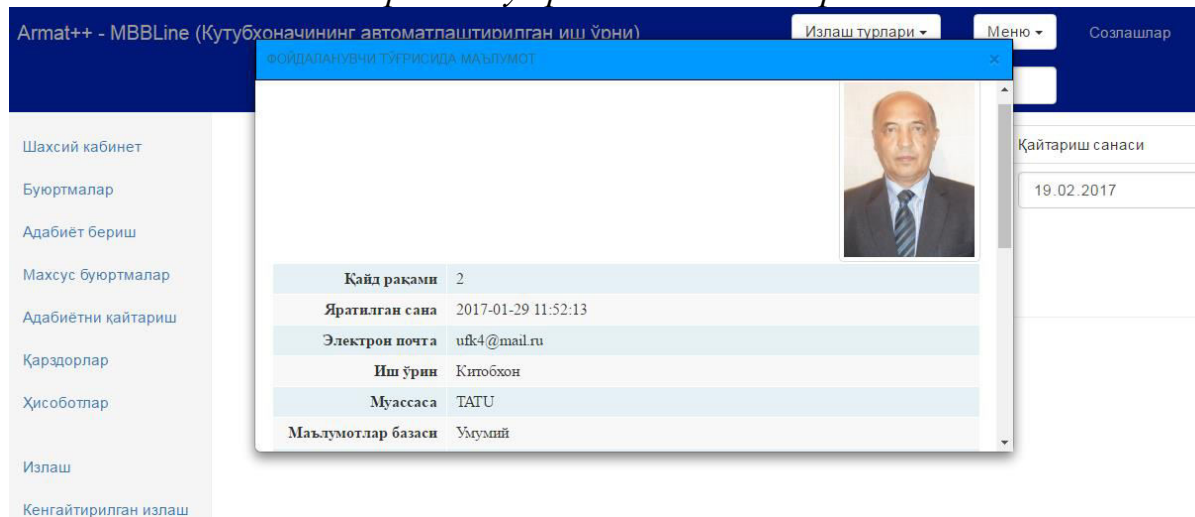 Armat++ - MBBLine (Кутубхоначининг автоматлаштирилган иш ўрни)
Излаш турлари
Меню
Созлашлар
ФОЙДАЛАНУВЧИ ТЎҒРИСИДА МАЪЛУМОТ
×
Шахсий кабинет
Буюртмалар
Адабиёт бериш
Махсус буюртмалар
Адабиётни қайтариш
Қарздорлар
Ҳисоботлар
Излаш
Кенгайтирилган излаш
Қайд рақами 2
Яратилган сана 2017-01-29 11:52:13
Электрон почта ufk4@mail.ru
Иш ўрин Китобхон
Муассаса TATU
Маълумотлар базаси Умумий
Қайтариш санаси
19.02.2017